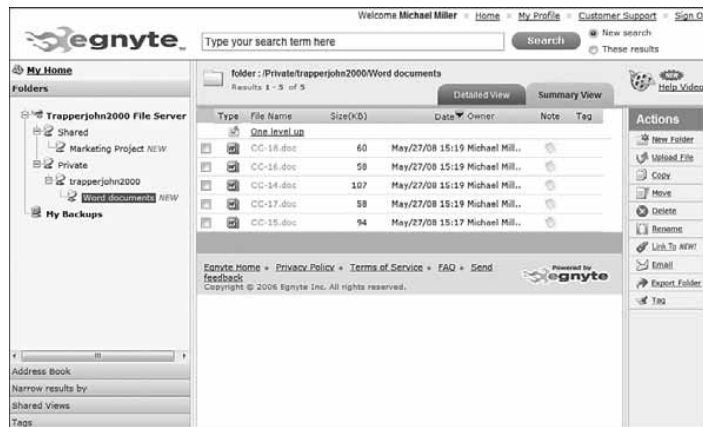 Welcome Michael Miller Home My Profile Customer Support Sign O
egnyte
Type your search term here
Search
New search
These results
My Home
Folders
Trapperjohn2000 File Server
Shared
Marketing Project NEW
Private
trapperjohn2000
Word documents NEW
My Backups
Address Book
Narrow results by
Shared Views
Tags
folder : /Private/trapperjohn2000/Word documents
Results 1 - 5 of 5
Detailed View Summary View
Type File Name Size(KB) Date Owner Note Tag
One level up
CC-18.doc 60 May/27/08 15:19 Michael Mill..
CC-16.doc 58 May/27/08 15:19 Michael Mill..
CC-14.doc 107 May/27/08 15:19 Michael Mill..
CC-17.doc 58 May/27/08 15:19 Michael Mill..
CC-15.doc 94 May/27/08 15:17 Michael Mill..
Egnyte Home Privacy Policy Terms of Service FAQ Send
feedback
Copyright © 2006 Egnyte Inc. All rights reserved.
Powered by
egnyte
NEW
Help Video
Actions
New Folder
Upload File
Copy
Move
Delete
Rename
Link To NEW!
Email
Export Folder
Tag